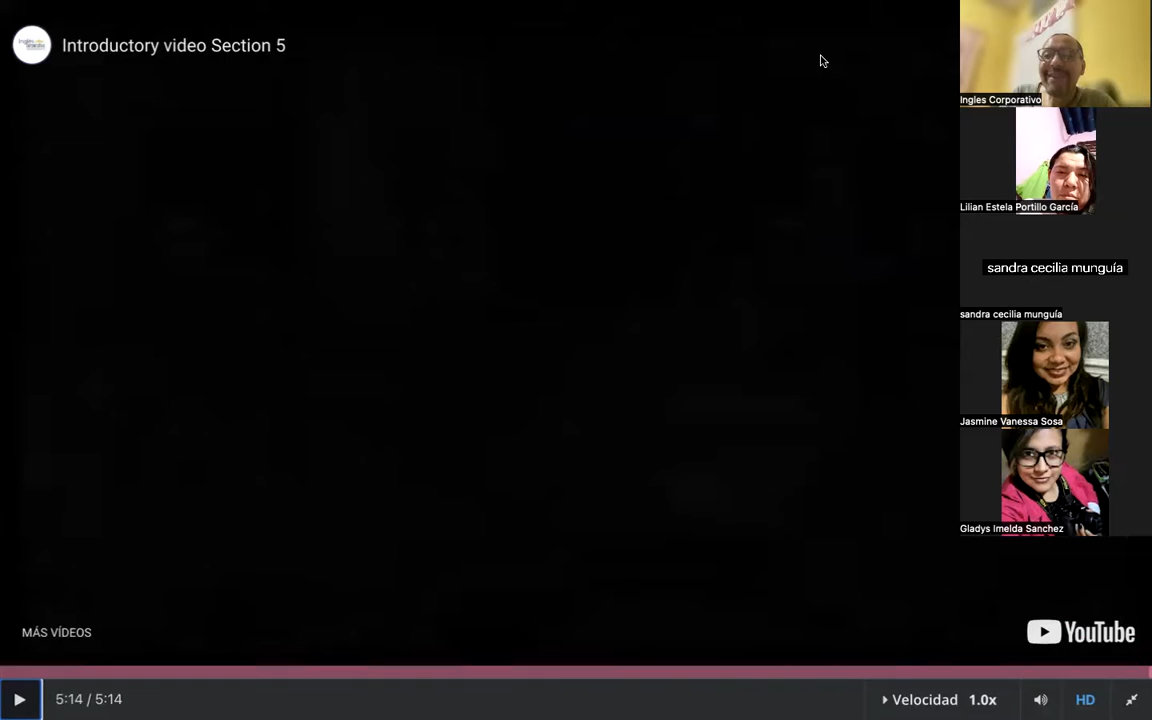 Introductory video Section 5
Ingles Corporativo
Lilian Estela Portillo García
sandra cecilia munguía
sandra cecilia munguía
Jasmine Vanessa Sosa
Gladys Imelda Sanchez
MÁS VÍDEOS
YouTube
5:14 / 5:14
Velocidad 1.0x
HD